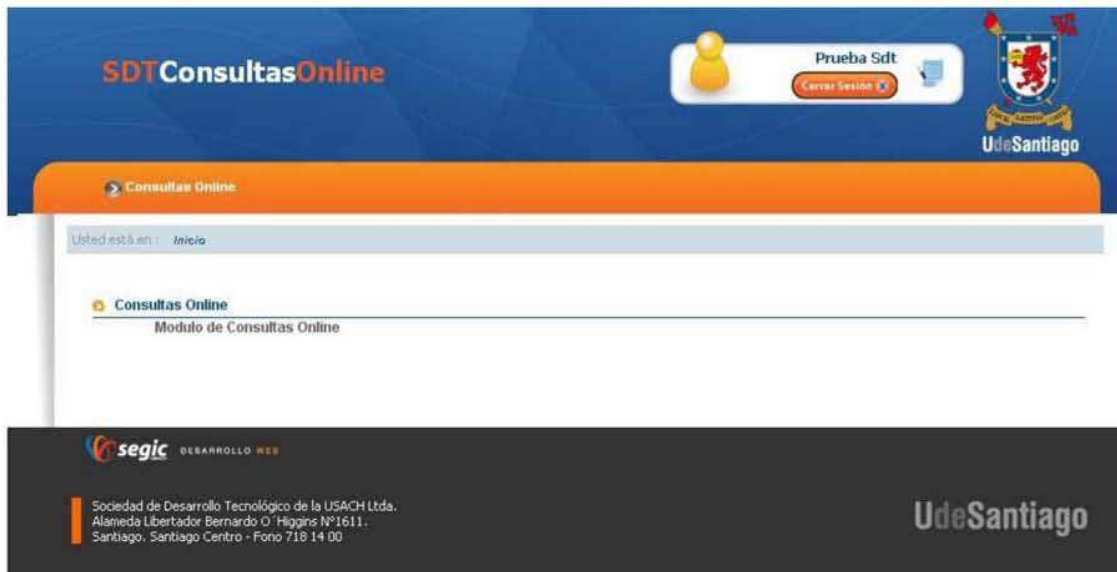 SDTConsultasOnline
Prueba Sdt
Cerrar Sesión
UdeSantiago
Consultas Online
Usted está en : Inicio
Consultas Online
Modulo de Consultas Online
segic DESARROLLO WEB
Sociedad de Desarrollo Tecnológico de la USACH Ltda.
Alameda Libertador Bernardo O´Higgins N°1611.
Santiago. Santiago Centro - Fono 718 14 00
UdeSantiago